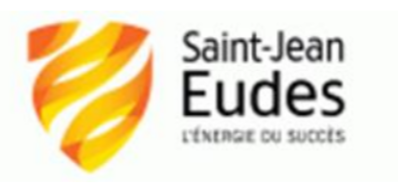 Saint-Jean
Eudes
L'ÉNERGIE DU SUCCÈS